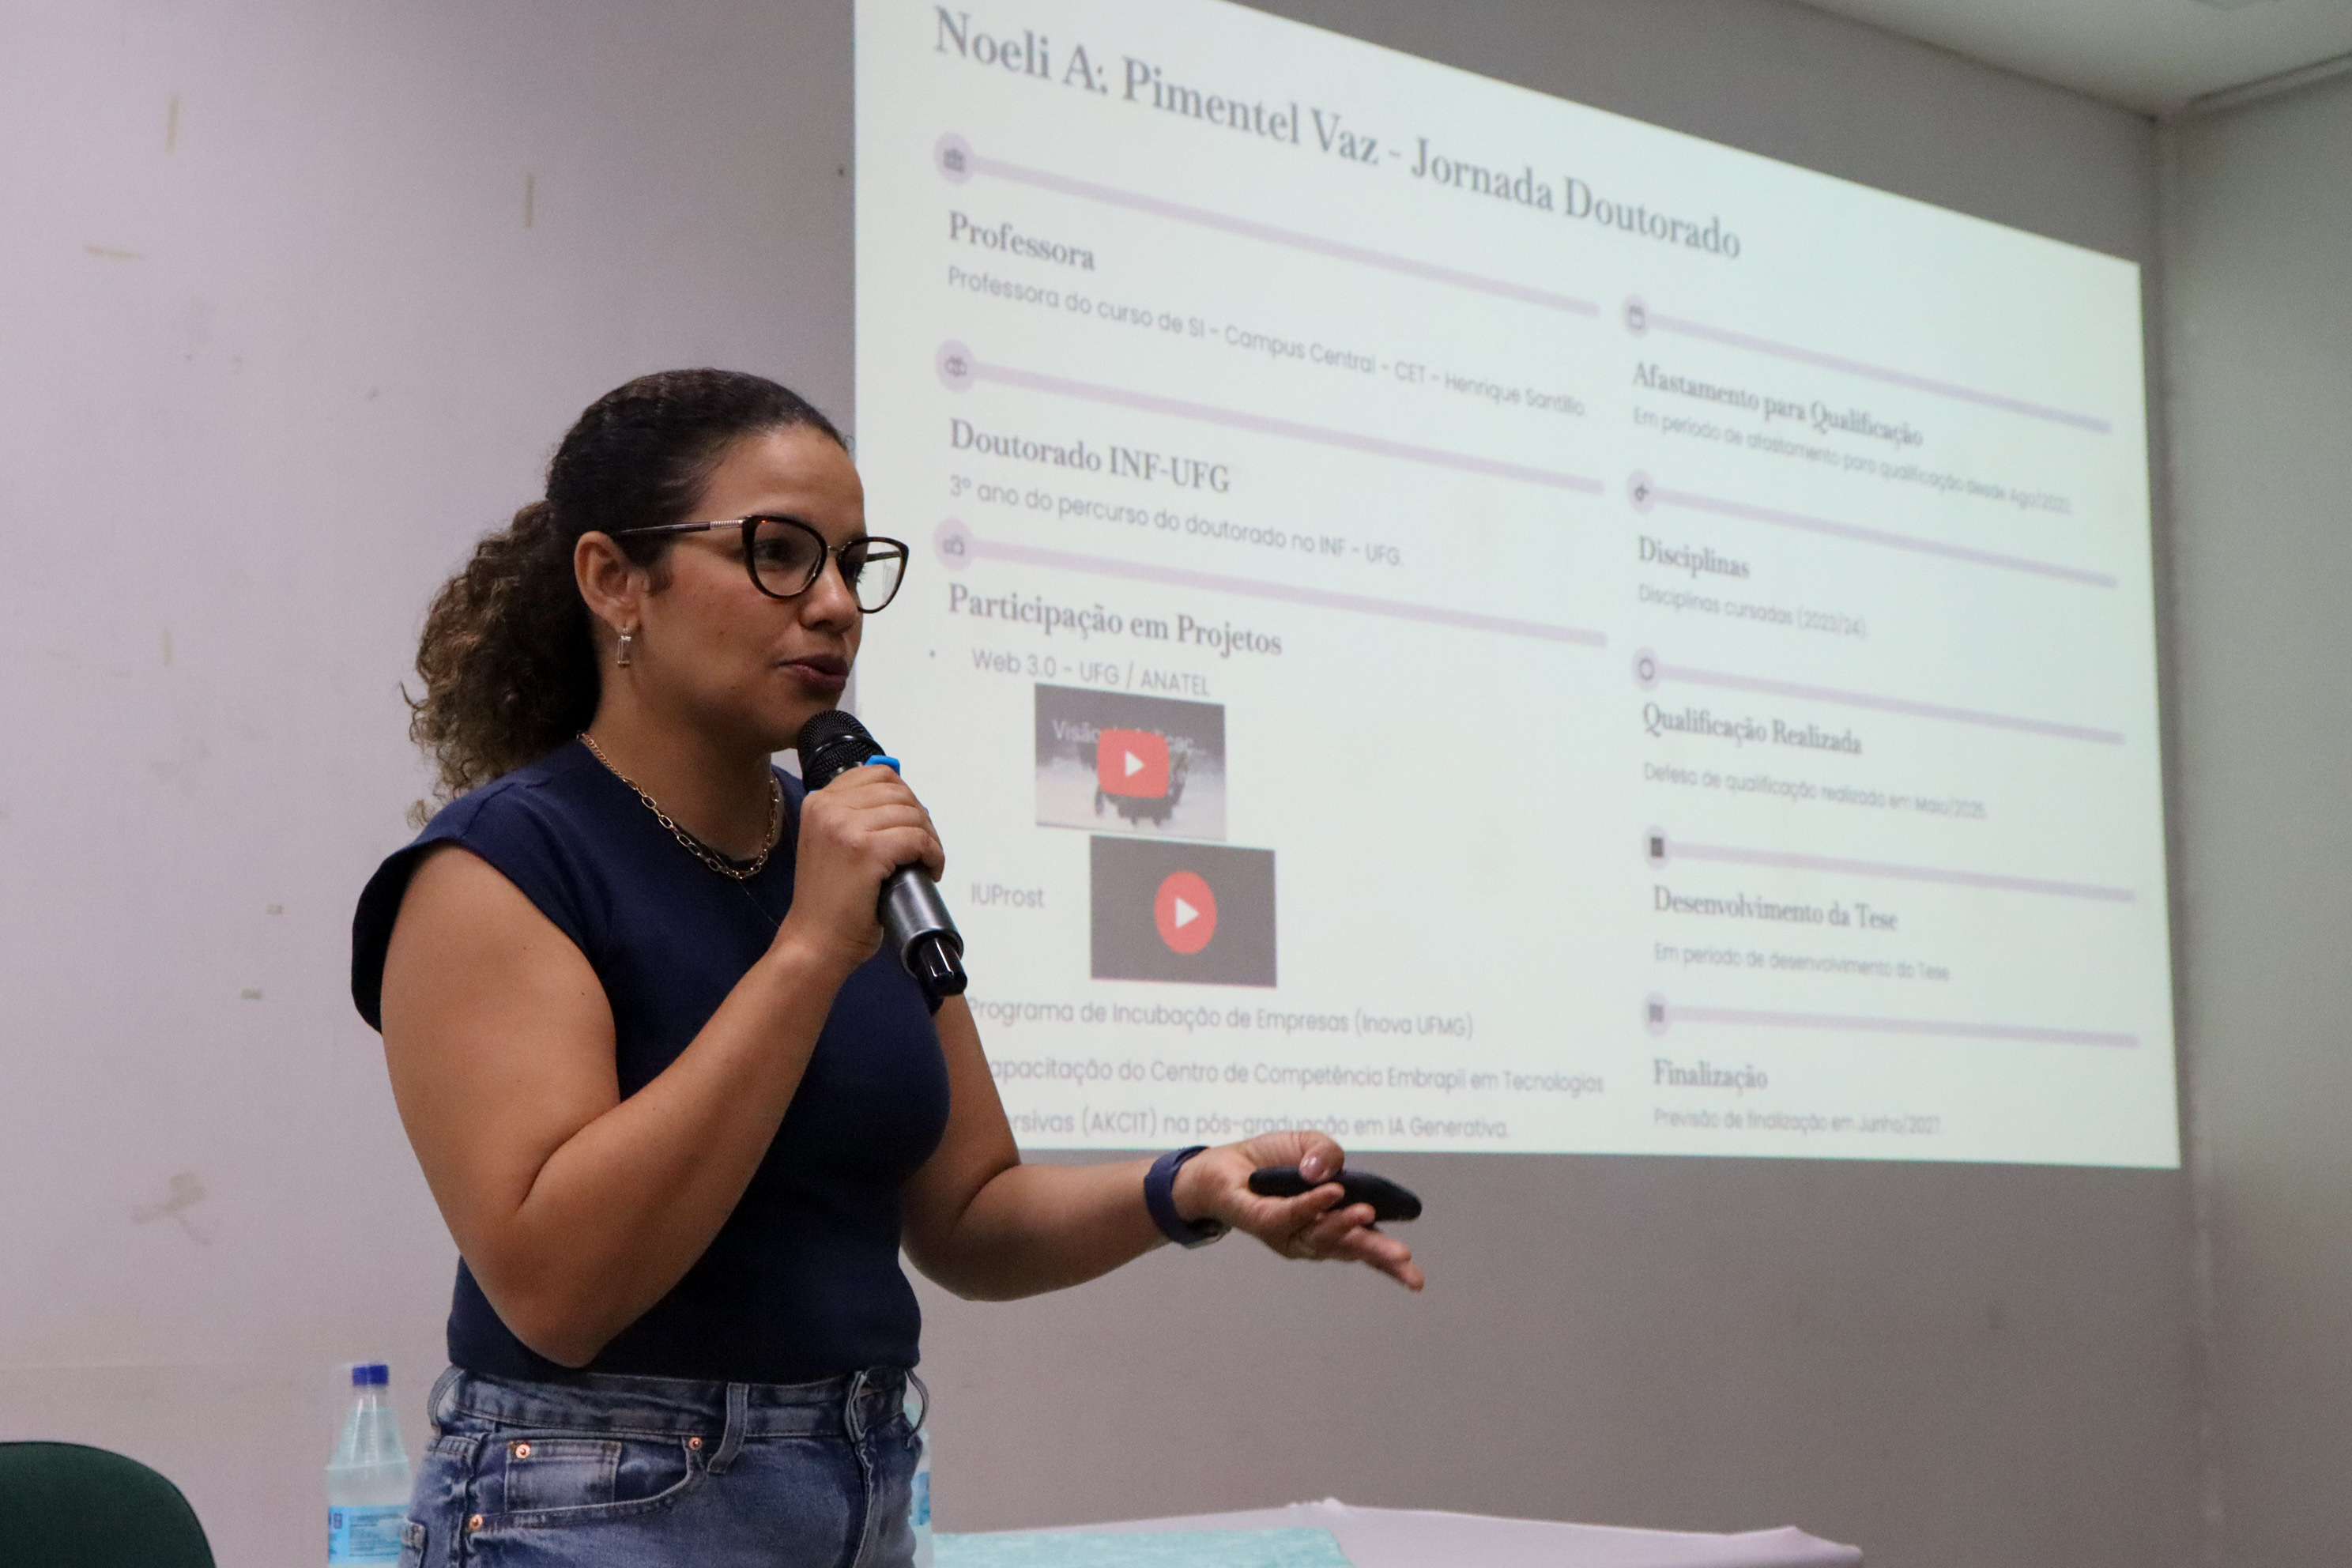 Noeli A. Pimentel Vaz - Jornada Doutorado
Professora
Professora do curso de SI - Campus Central - CET - Henrique Santillo.
Doutorado INF-UFG
3º ano do percurso do doutorado no INF - UFG.
Participação em Projetos
• Web 3.0 - UFG / ANATEL
Visão
IUProst
Programa de Incubação de Empresas (Inova UFMG)
apacitação do Centro de Competência Embrapii em Tecnologias
ersivas (AKCIT) na pós-graduação em IA Generativa.
Afastamento para Qualificação
Em período de afastamento para qualificação desde Ago/
Disciplinas
Disciplinas cursadas (2023/24).
Qualificação Realizada
Defesa de qualificação realizada em Maio/2025.
Desenvolvimento da Tese
Em período de desenvolvimento da Tese
Finalização
Previsão de finalização em Junho/2027.